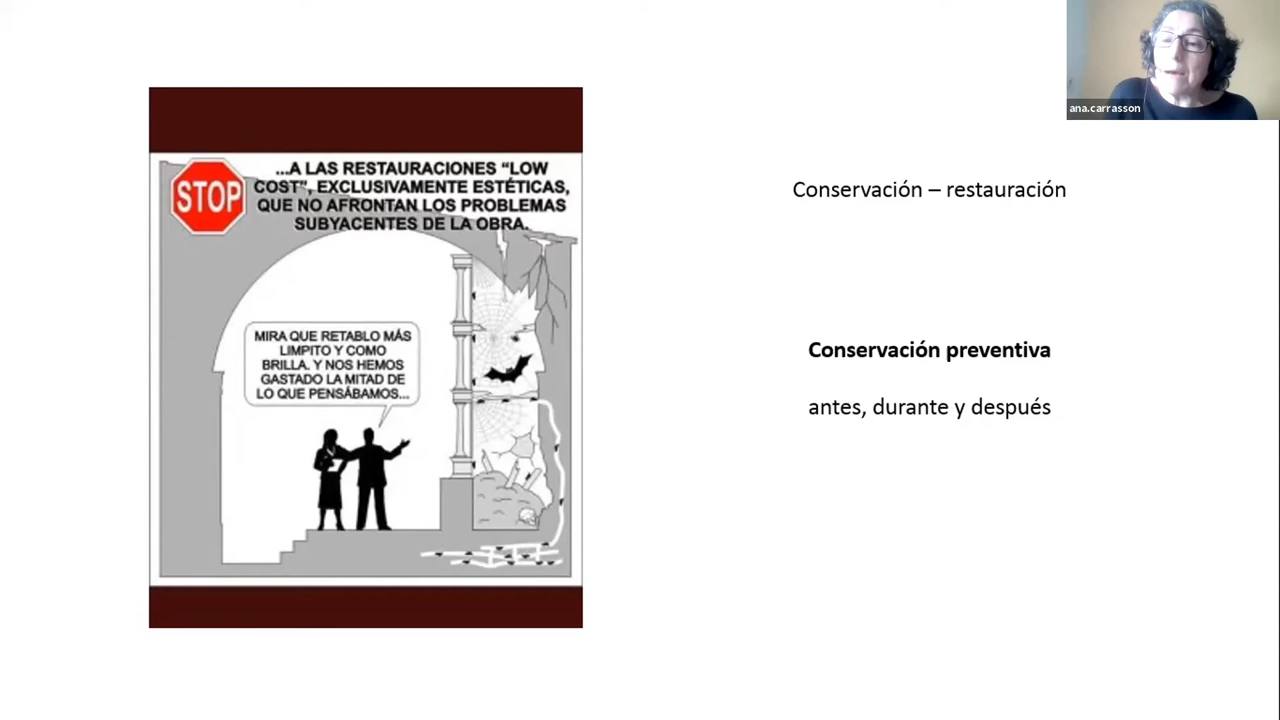 STOP
...A LAS RESTAURACIONES “LOW
COST”, EXCLUSIVAMENTE ESTÉTICAS,
QUE NO AFRONTAN LOS PROBLEMAS
SUBYACENTES DE LA OBRA.
MIRA QUE RETABLO MÁS
LIMPITO Y COMO
BRILLA. Y NOS HEMOS
GASTADO LA MITAD DE
LO QUE PENSÁBAMOS...
ana.carrasson
Conservación – restauración
Conservación preventiva
antes, durante y después